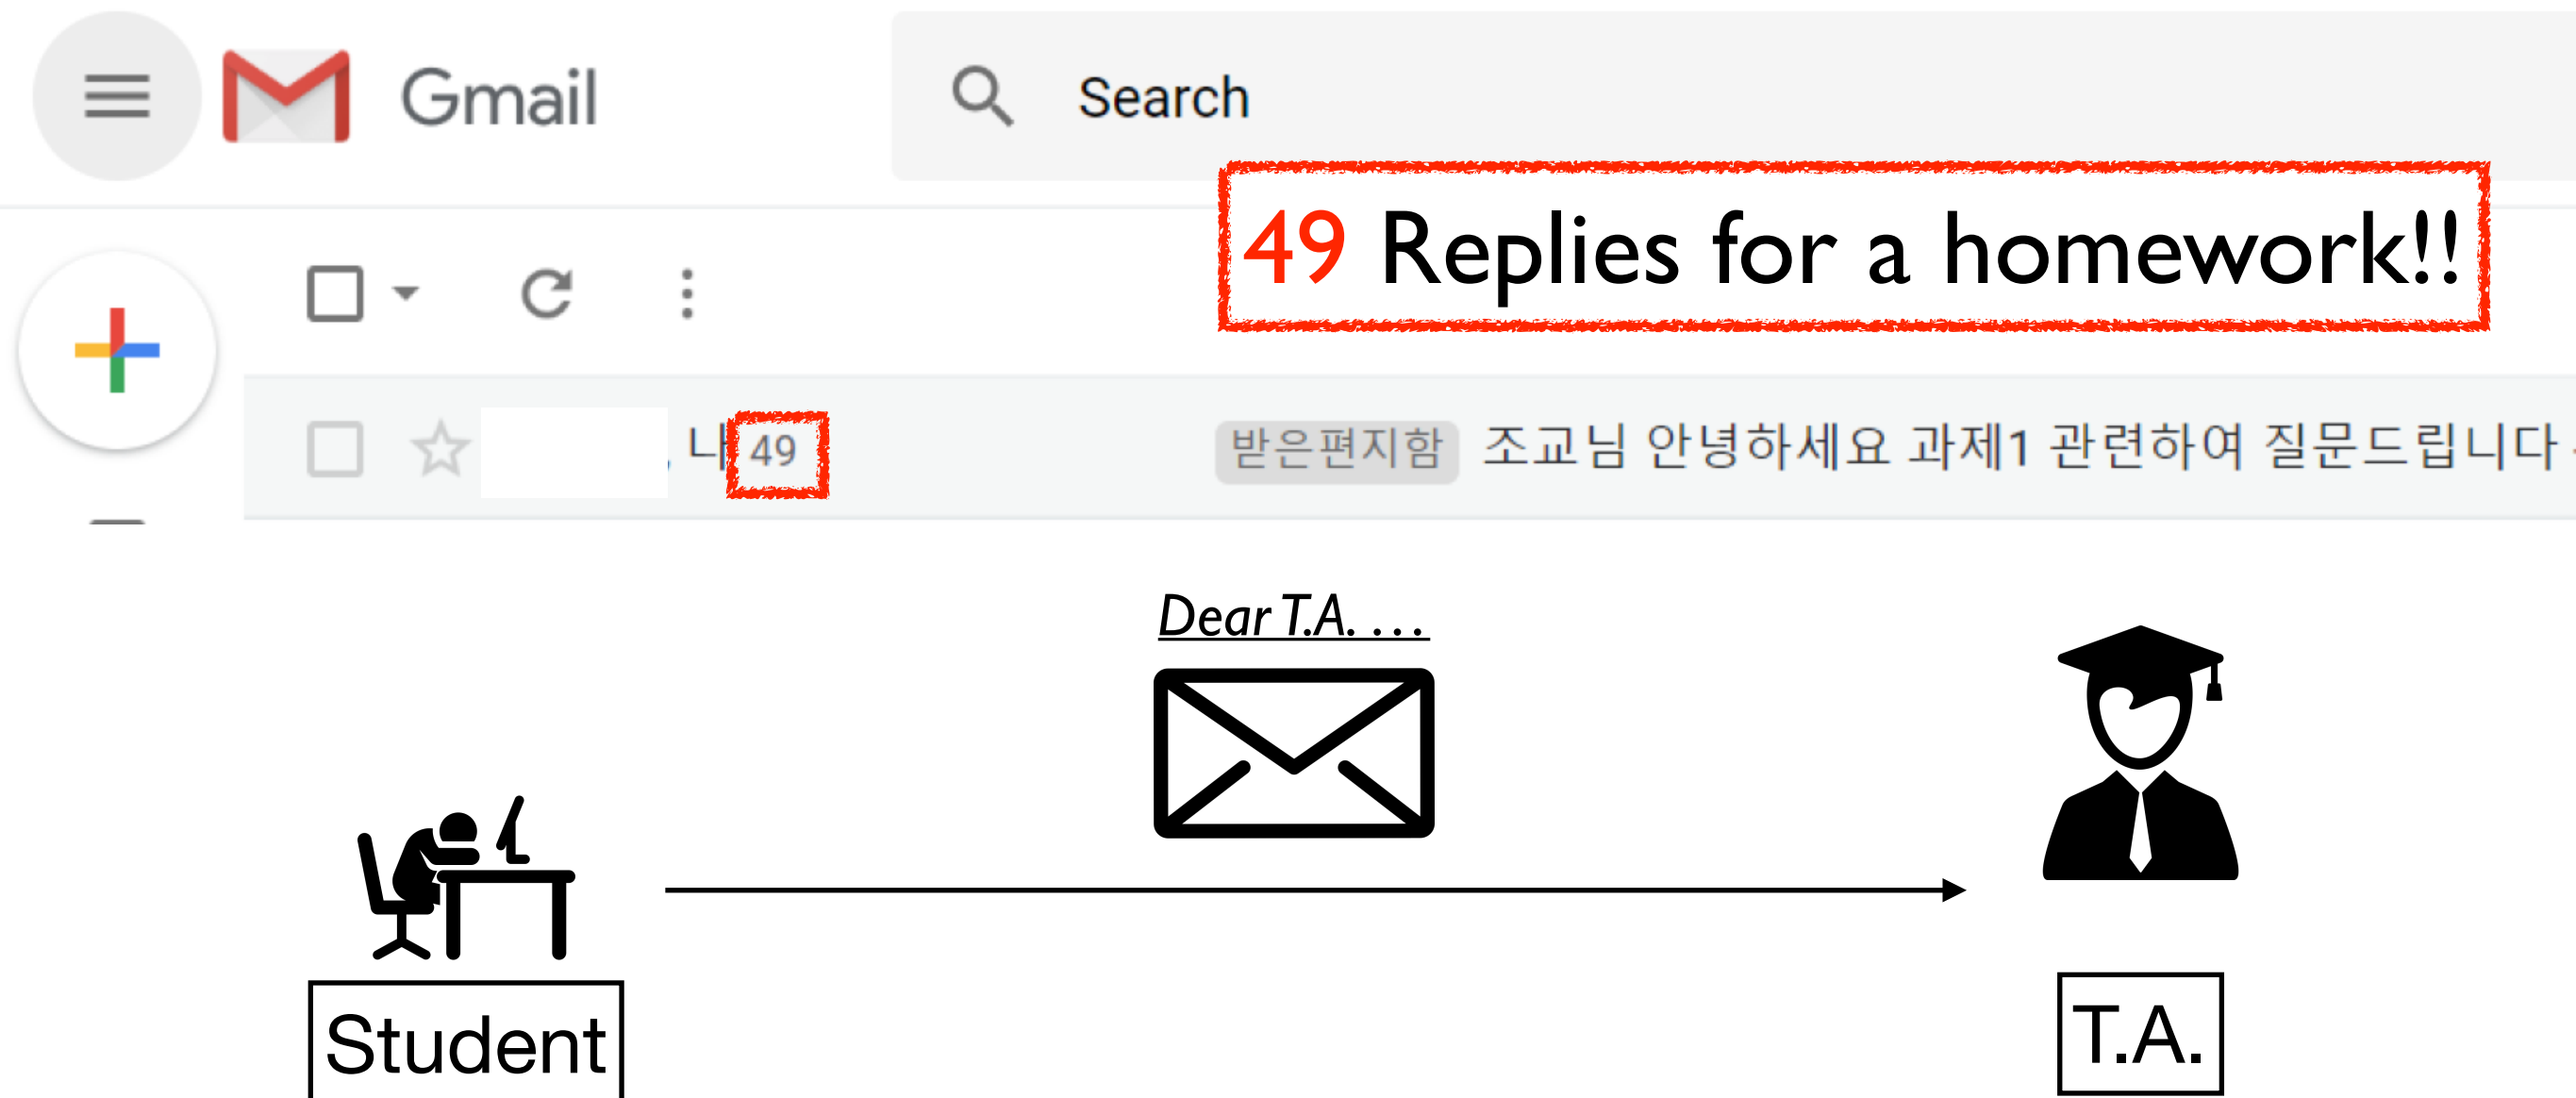 Gmail
Search
49 Replies for a homework!!
나 49
받은편지함 조교님 안녕하세요 과제1 관련하여 질문드립니다
Dear T.A. ...
Student
T.A.